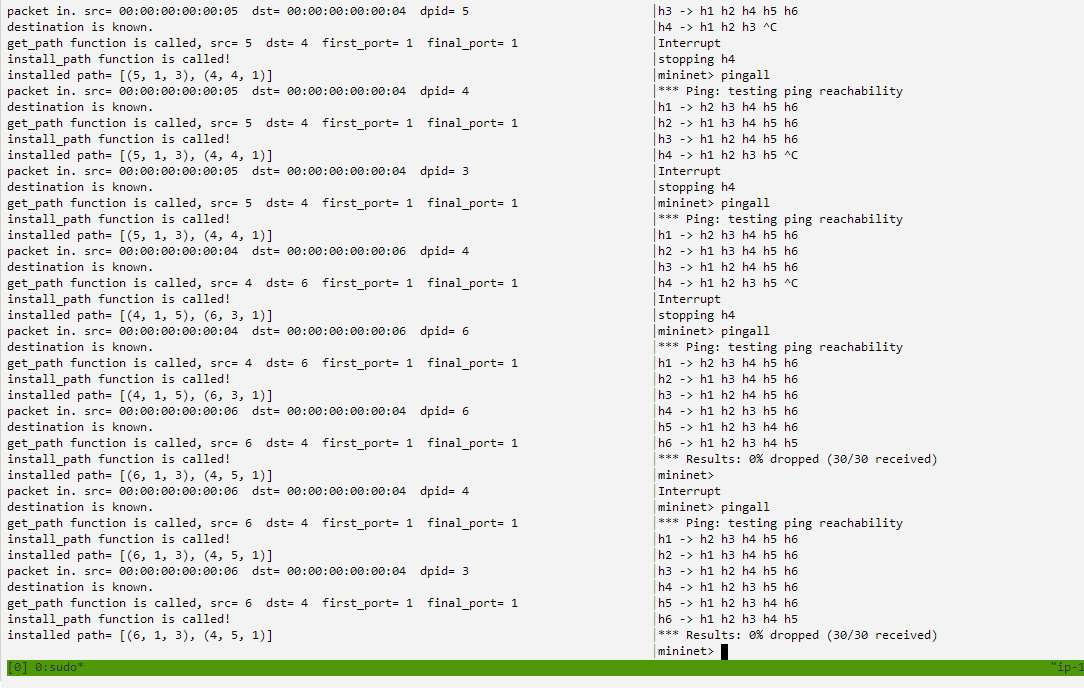 packet in. src= 00:00:00:00:00:05  dst= 00:00:00:00:00:04  dpid= 5
destination is known.
get_path function is called, src= 5  dst= 4  first_port= 1  final_port= 1
install_path function is called!
installed path= [(5, 1, 3), (4, 4, 1)]
packet in. src= 00:00:00:00:00:05  dst= 00:00:00:00:00:04  dpid= 4
destination is known.
get_path function is called, src= 5  dst= 4  first_port= 1  final_port= 1
install_path function is called!
installed path= [(5, 1, 3), (4, 4, 1)]
packet in. src= 00:00:00:00:00:05  dst= 00:00:00:00:00:04  dpid= 3
destination is known.
get_path function is called, src= 5  dst= 4  first_port= 1  final_port= 1
install_path function is called!
installed path= [(5, 1, 3), (4, 4, 1)]
packet in. src= 00:00:00:00:00:04  dst= 00:00:00:00:00:06  dpid= 4
destination is known.
get_path function is called, src= 4  dst= 6  first_port= 1  final_port= 1
install_path function is called!
installed path= [(4, 1, 5), (6, 3, 1)]
packet in. src= 00:00:00:00:00:04  dst= 00:00:00:00:00:06  dpid= 6
destination is known.
get_path function is called, src= 4  dst= 6  first_port= 1  final_port= 1
install_path function is called!
installed path= [(4, 1, 5), (6, 3, 1)]
packet in. src= 00:00:00:00:00:06  dst= 00:00:00:00:00:04  dpid= 6
destination is known.
get_path function is called, src= 6  dst= 4  first_port= 1  final_port= 1
install_path function is called!
installed path= [(6, 1, 3), (4, 5, 1)]
packet in. src= 00:00:00:00:00:06  dst= 00:00:00:00:00:04  dpid= 4
destination is known.
get_path function is called, src= 6  dst= 4  first_port= 1  final_port= 1
install_path function is called!
installed path= [(6, 1, 3), (4, 5, 1)]
packet in. src= 00:00:00:00:00:06  dst= 00:00:00:00:00:04  dpid= 3
destination is known.
get_path function is called, src= 6  dst= 4  first_port= 1  final_port= 1
install_path function is called!
installed path= [(6, 1, 3), (4, 5, 1)]
h3 -> h1 h2 h4 h5 h6
h4 -> h1 h2 h3 ^C
Interrupt
stopping h4
mininet> pingall
*** Ping: testing ping reachability
h1 -> h2 h3 h4 h5 h6
h2 -> h1 h3 h4 h5 h6
h3 -> h1 h2 h4 h5 h6
h4 -> h1 h2 h3 h5 ^C
Interrupt
stopping h4
mininet> pingall
*** Ping: testing ping reachability
h1 -> h2 h3 h4 h5 h6
h2 -> h1 h3 h4 h5 h6
h3 -> h1 h2 h4 h5 h6
h4 -> h1 h2 h3 h5 ^C
Interrupt
stopping h4
mininet> pingall
*** Ping: testing ping reachability
h1 -> h2 h3 h4 h5 h6
h2 -> h1 h3 h4 h5 h6
h3 -> h1 h2 h4 h5 h6
h4 -> h1 h2 h3 h5 h6
h5 -> h1 h2 h3 h4 h6
h6 -> h1 h2 h3 h4 h5
*** Results: 0% dropped (30/30 received)
mininet>
Interrupt
mininet> pingall
*** Ping: testing ping reachability
h1 -> h2 h3 h4 h5 h6
h2 -> h1 h3 h4 h5 h6
h3 -> h1 h2 h4 h5 h6
h4 -> h1 h2 h3 h5 h6
h5 -> h1 h2 h3 h4 h6
h6 -> h1 h2 h3 h4 h5
*** Results: 0% dropped (30/30 received)
mininet>
[0] 0:sudo* "ip-1